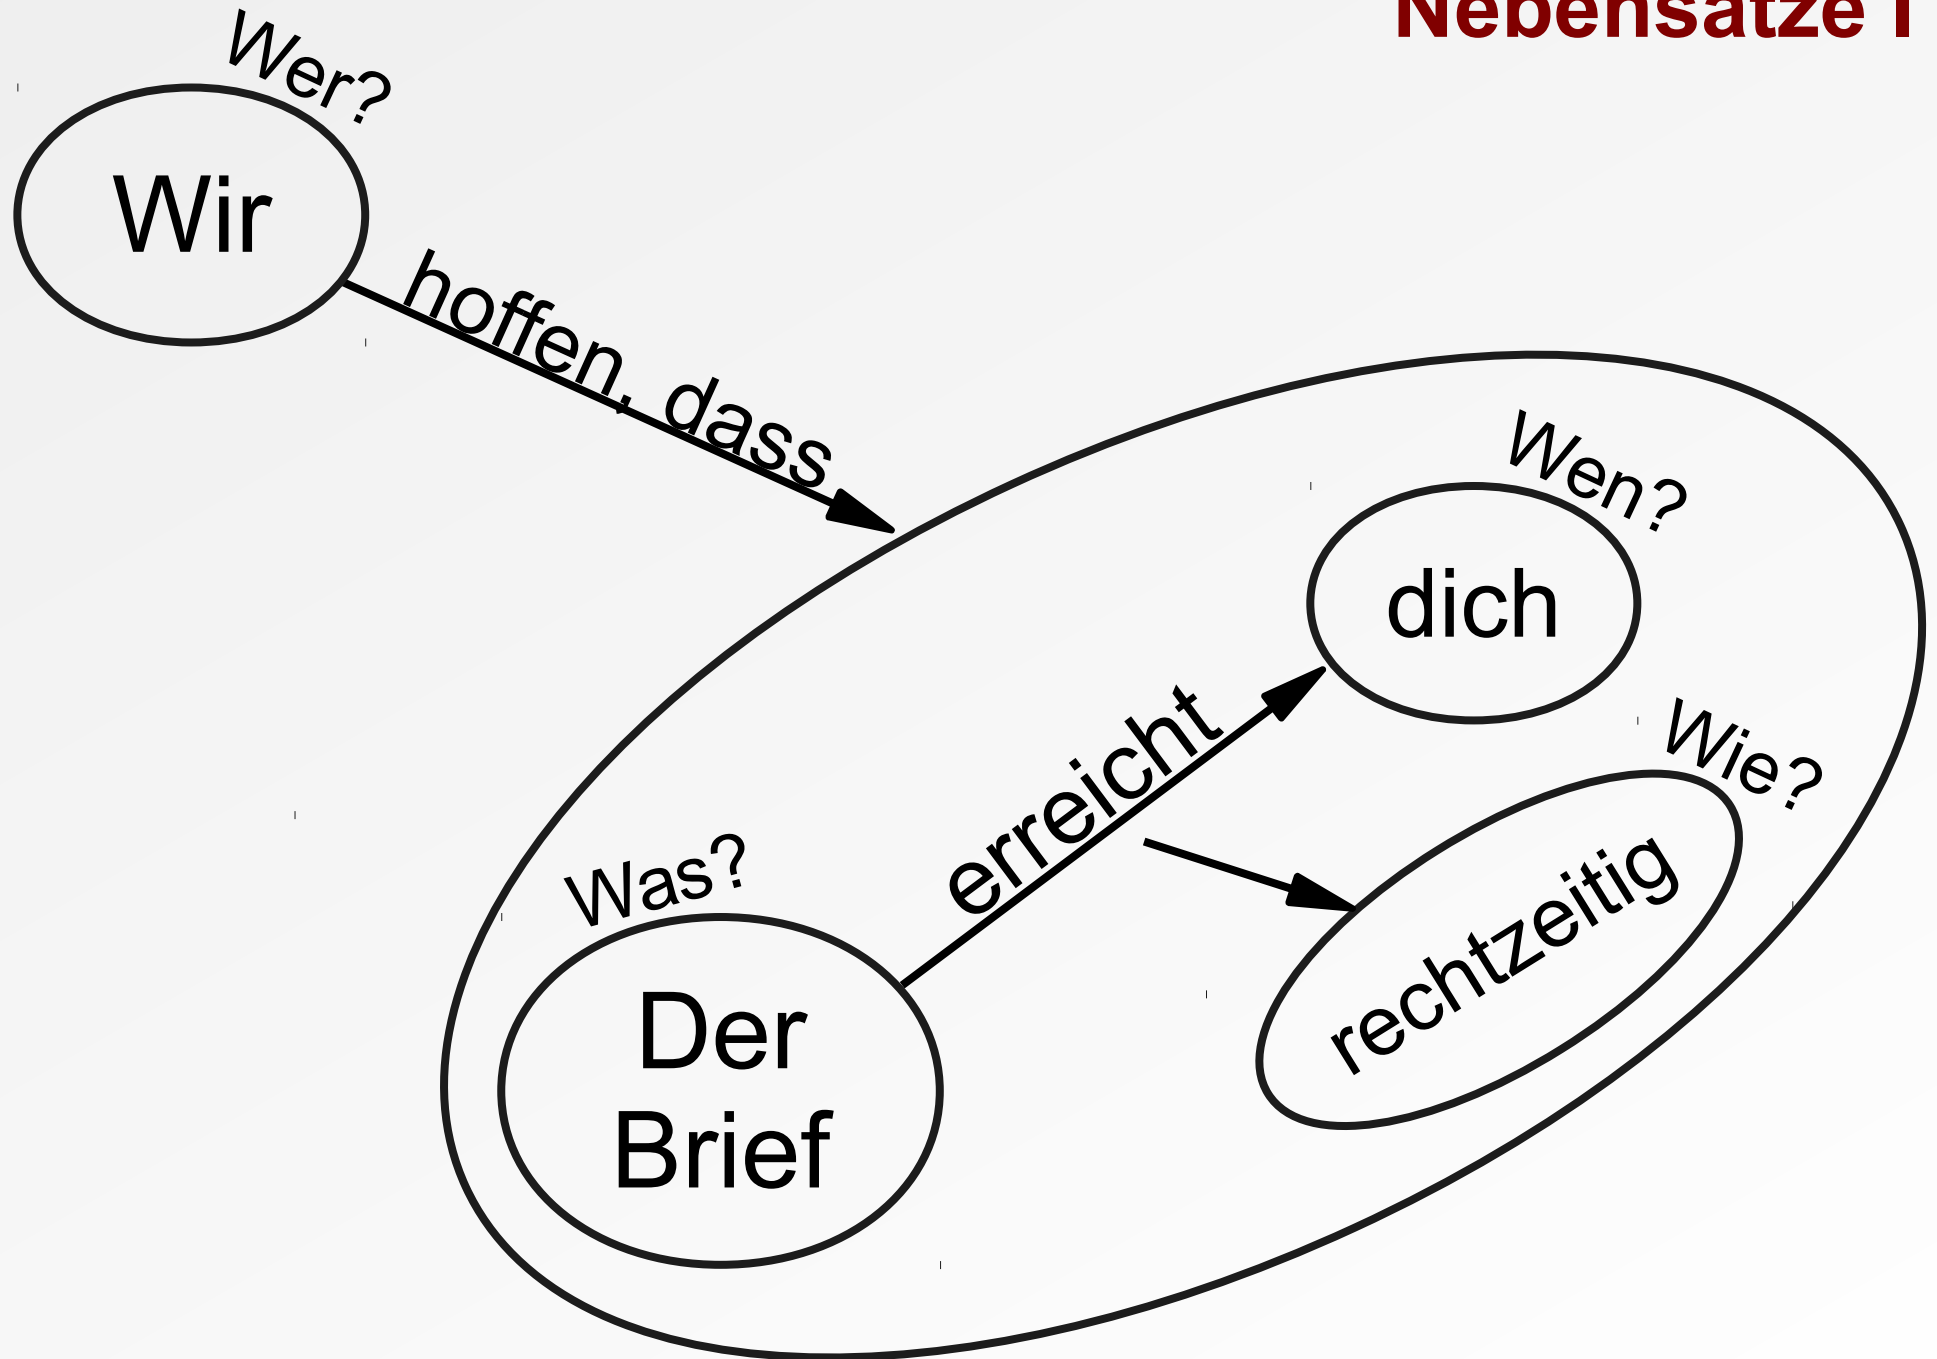 Nebensätze I
Wer?
Wir
hoffen, dass
Wen?
dich
Wie?
erreicht
rechtzeitig
Was?
Der
Brief